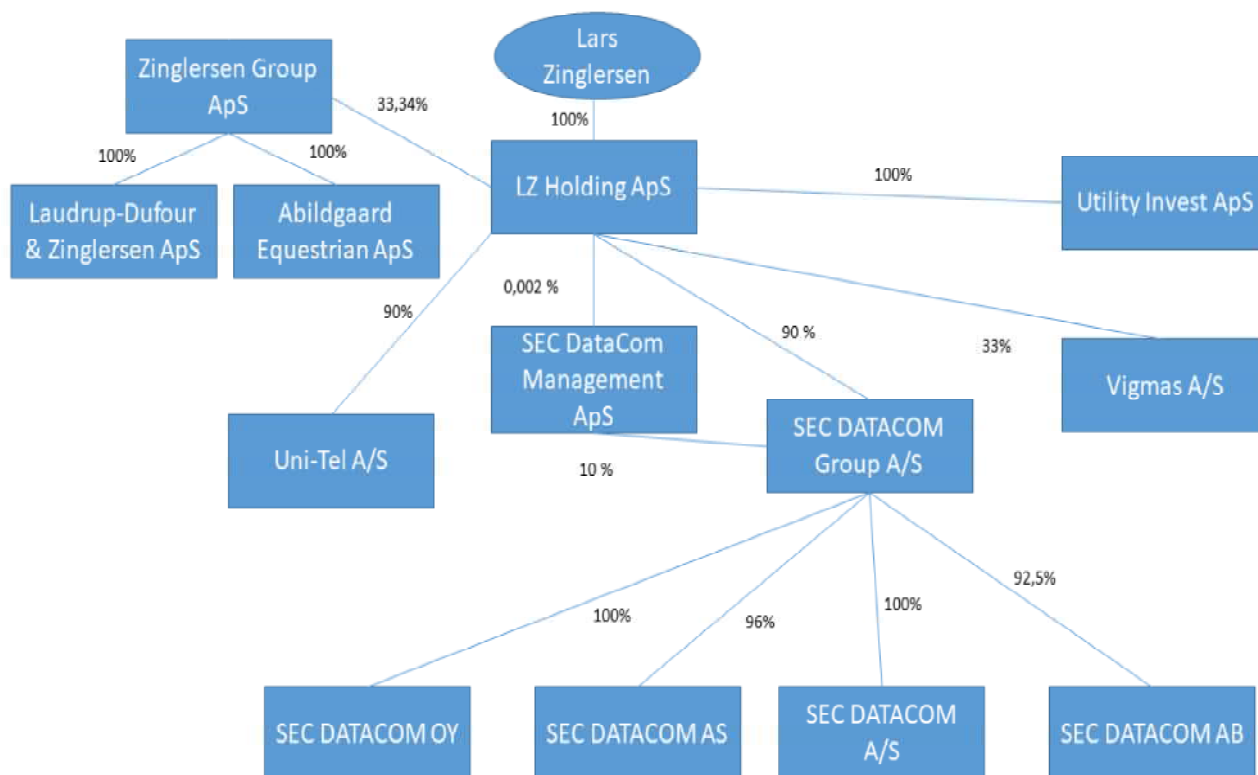 Lars
Zinglersen
Zinglersen Group
ApS
33,34%
100%
100%
100%
LZ Holding ApS
100%
Laudrup-Dufour
& Zinglersen ApS
Abildgaard
Equestrian ApS
Utility Invest ApS
0,002 %
90%
SEC DataCom
Management
ApS
90 %
33%
Vigmas A/S
Uni-Tel A/S
10 %
SEC DATACOM
Group A/S
100%
96%
100%
92,5%
SEC DATACOM OY
SEC DATACOM AS
SEC DATACOM
A/S
SEC DATACOM AB